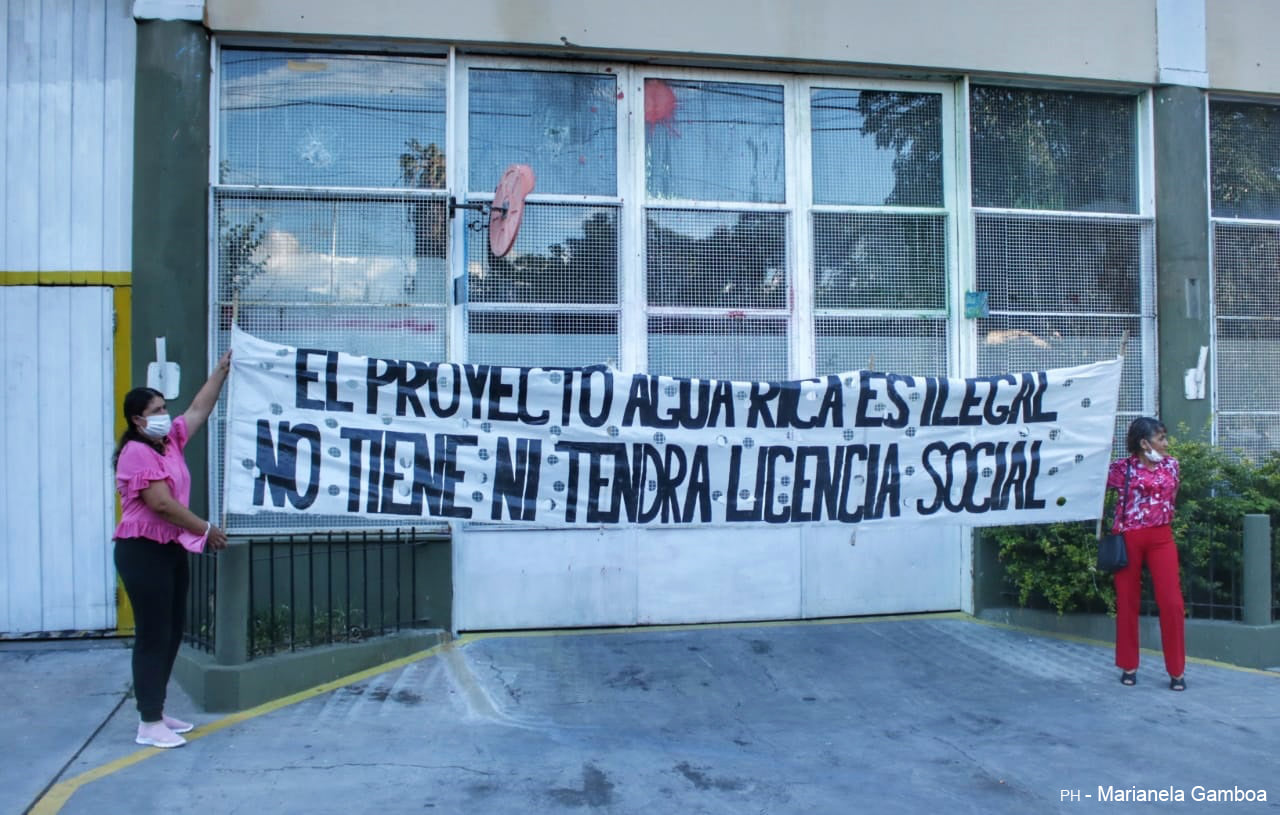 EL PROYECTO AGUA RICA ES ILEGAL
NO TIENE NI TENDRA LICENCIA SOCIAL
PH - Marianela Gamboa